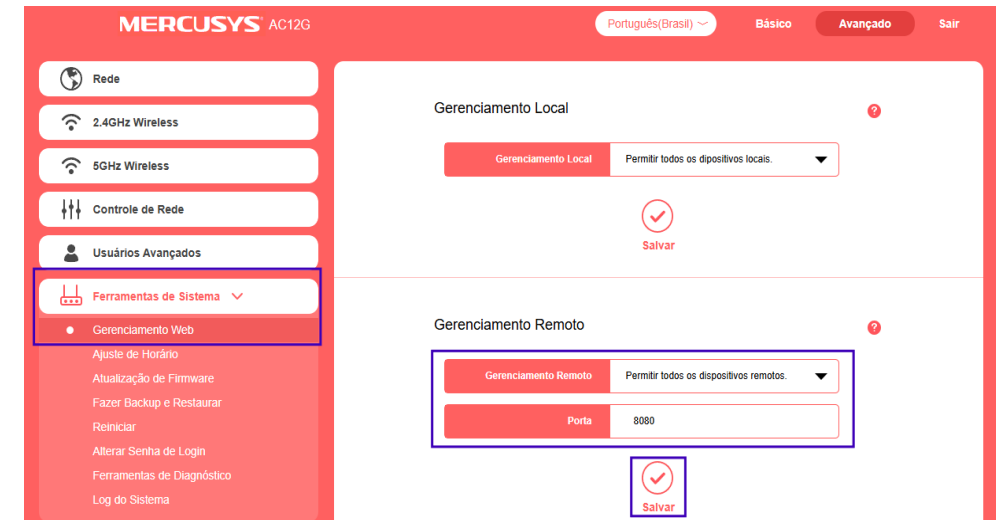 MERCUSYS AC12G
Português(Brasil)
Básico
Avançado
Sair
Rede
2.4GHz Wireless
5GHz Wireless
Controle de Rede
Usuários Avançados
Ferramentas de Sistema
Gerenciamento Web
Ajuste de Horário
Atualização de Firmware
Fazer Backup e Restaurar
Reiniciar
Alterar Senha de Login
Ferramentas de Diagnóstico
Log do Sistema
Gerenciamento Local
?
Gerenciamento Local
Permitir todos os dipositivos locais.
Salvar
Gerenciamento Remoto
?
Gerenciamento Remoto
Permitir todos os dispositivos remotos.
Porta
8080
Salvar